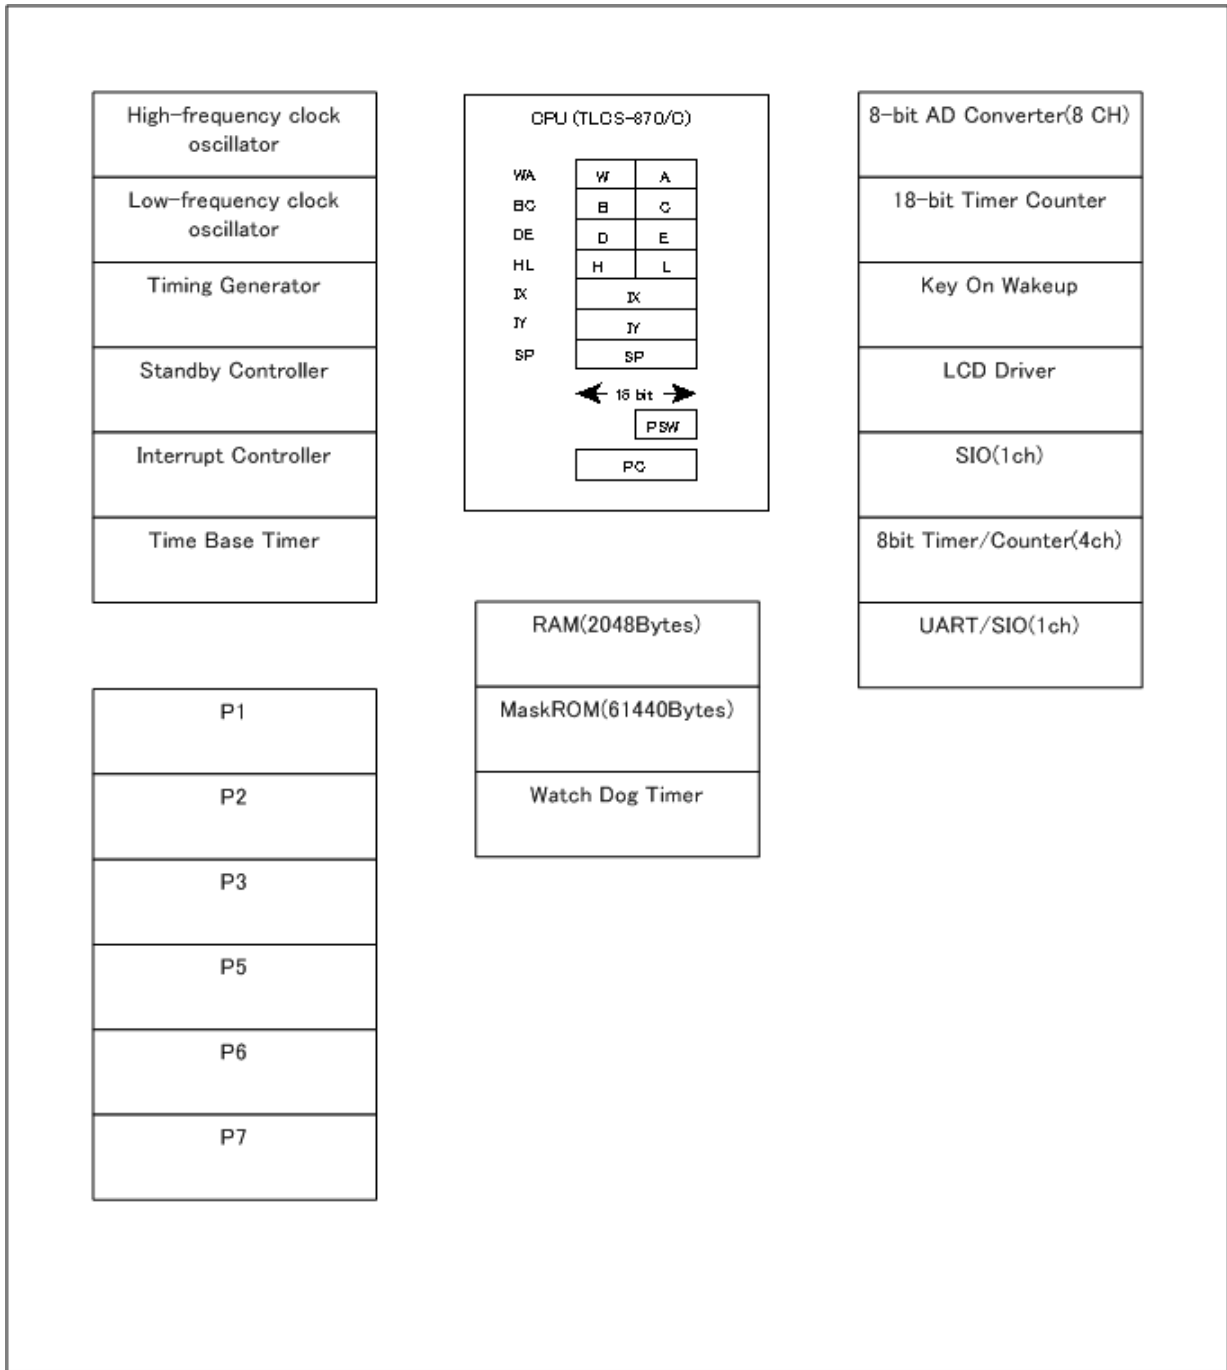 High-frequency clock
oscillator
Low-frequency clock
oscillator
Timing Generator
Standby Controller
Interrupt Controller
Time Base Timer
P1
P2
P3
P5
P6
P7
CPU (TLCS-870/C)
WA W A
BC B C
DE D E
HL H L
IX IX
IY IY
SP SP
16 bit
PSW
PC
RAM(2048Bytes)
MaskROM(61440Bytes)
Watch Dog Timer
8-bit AD Converter(8 CH)
18-bit Timer Counter
Key On Wakeup
LCD Driver
SIO(1ch)
8bit Timer/Counter(4ch)
UART/SIO(1ch)